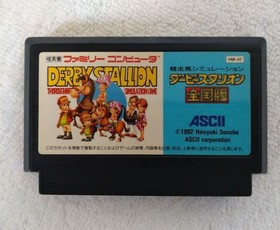 ファミリー コンピュータ
DERBY STALLION
THOROUGHBRED SIMULATION GAME
競走馬シミュレーション
ダービースタリオン
全国版
ASCII
©1992 Hiroyuki Sonobe
ASCII corporation